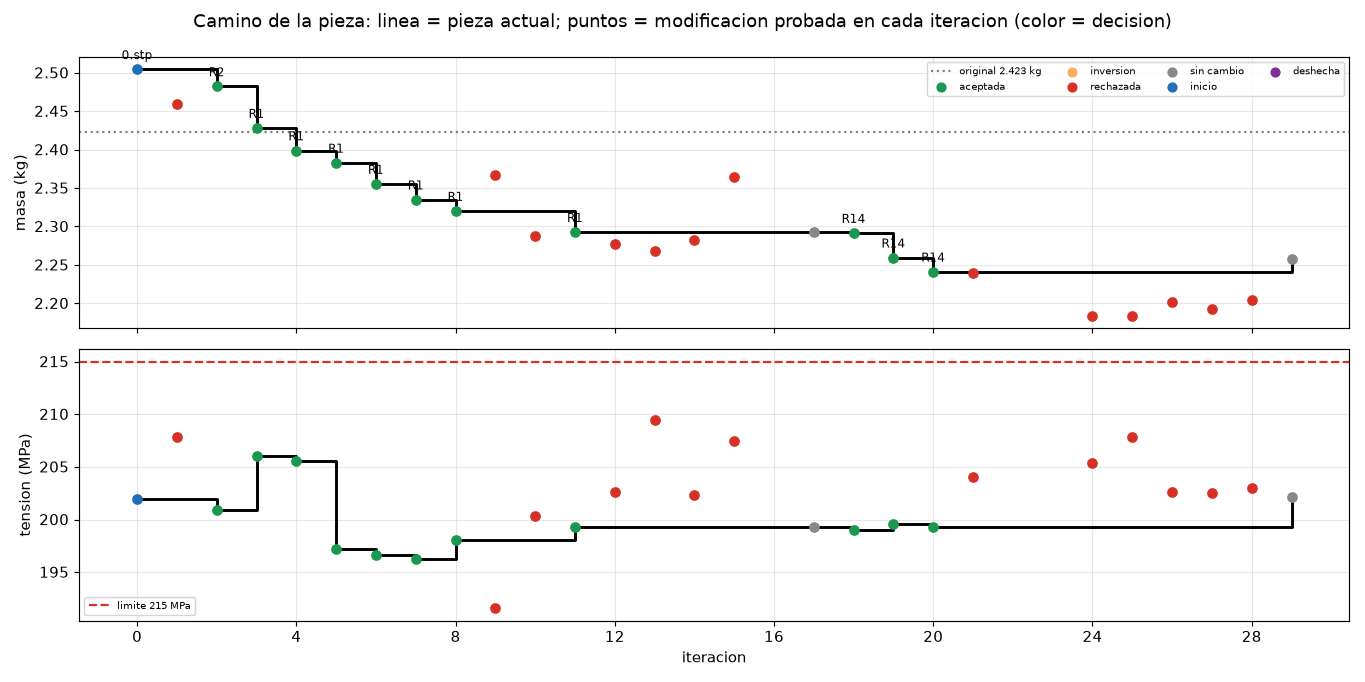 Camino de la pieza: linea = pieza actual; puntos = modificacion probada en cada iteracion (color = decision)
0.stp
R2
R1
R1
R1
R1
R1
R1
R1
R14
R14
R14
original 2.423 kg
aceptada
inversion
rechazada
sin cambio
inicio
deshecha
masa (kg)
2.50
2.45
2.40
2.35
2.30
2.25
2.20
tension (MPa)
215
210
205
200
195
limite 215 MPa
0 4 8 12 16 20 24 28
iteracion